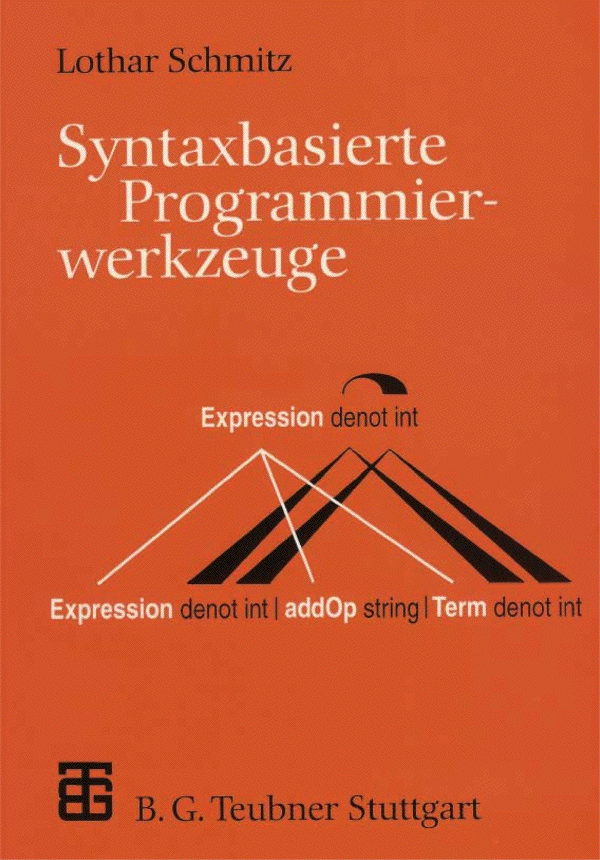 Lothar Schmitz
Syntaxbasierte
Programmier-
werkzeuge
Expression denot int
Expression denot int | addOp string | Term denot int
B. G. Teubner Stuttgart